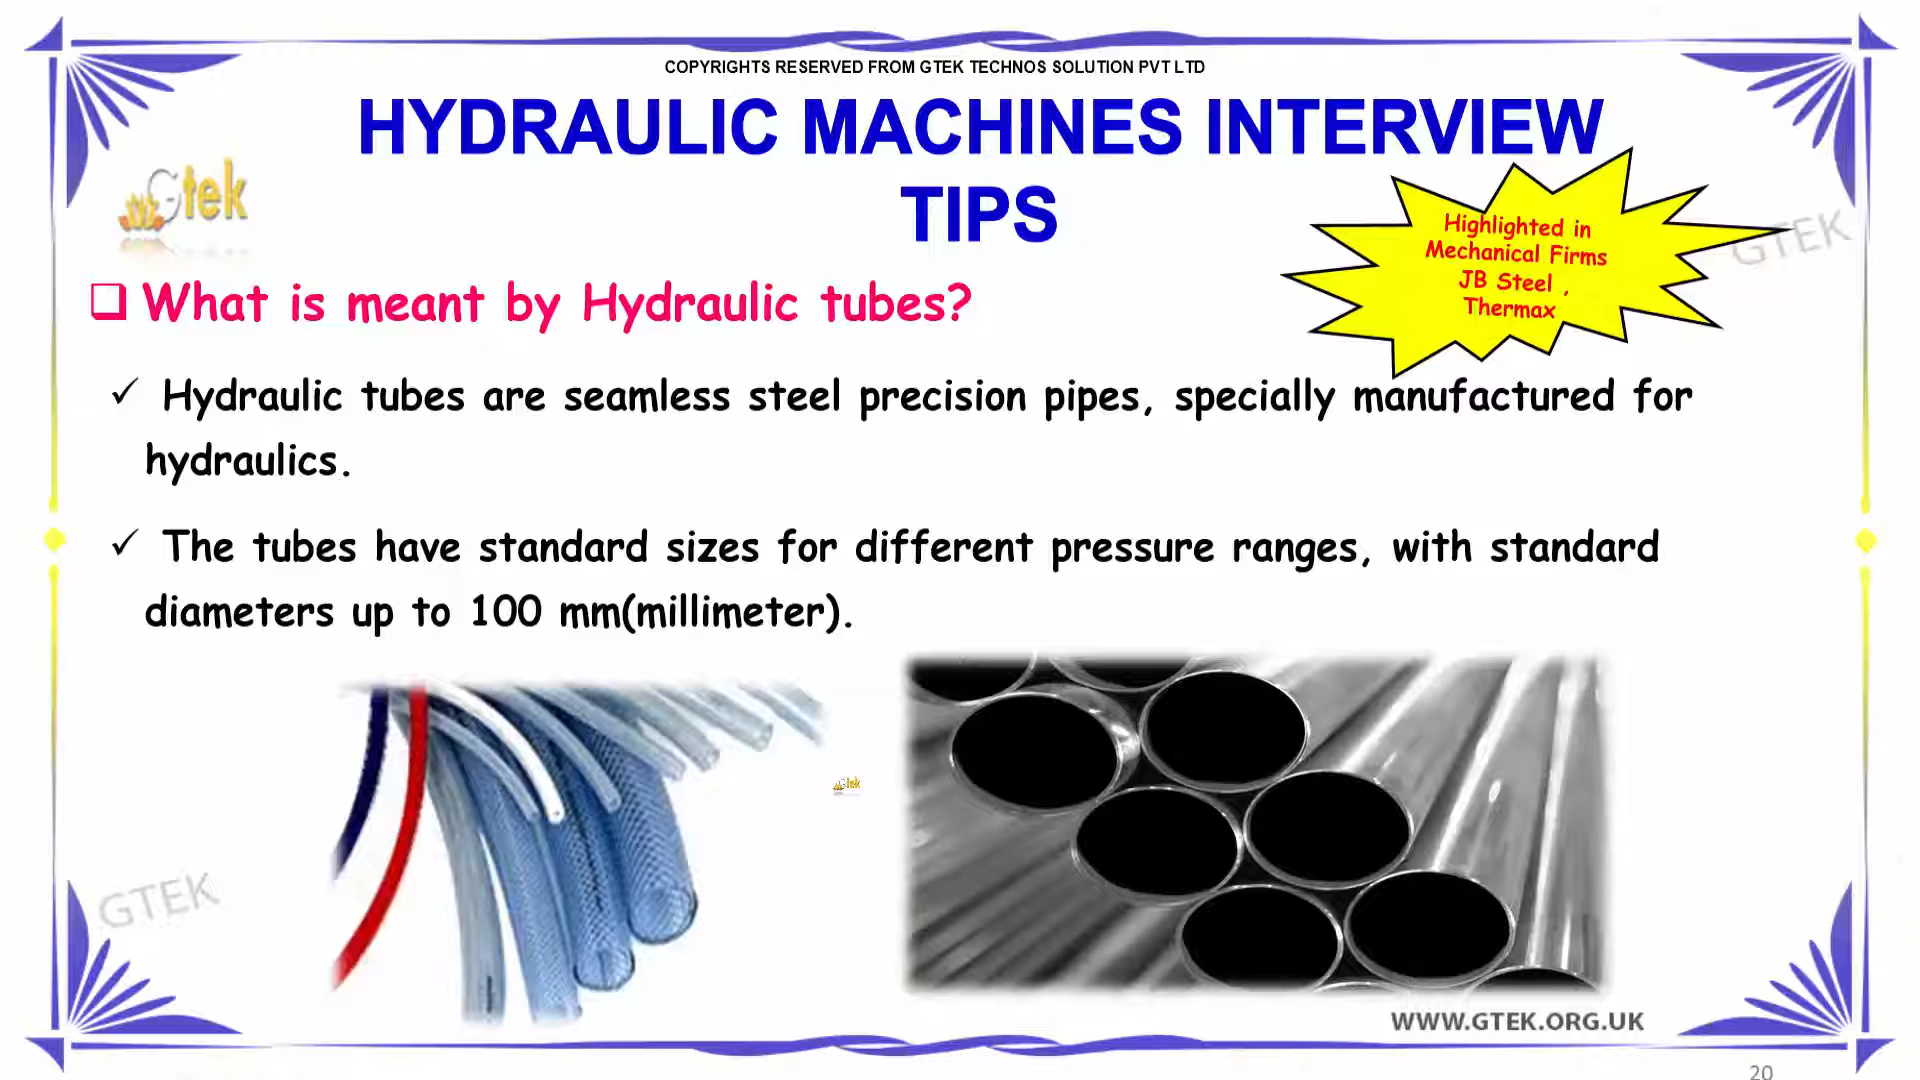 COPYRIGHTS RESERVED FROM GTEK TECHNOS SOLUTION PVT LTD
HYDRAULIC MACHINES INTERVIEW
TIPS
Gtek
GTEK
Highlighted in
Mechanical Firms
JB Steel ,
Thermax
What is meant by Hydraulic tubes?
Hydraulic tubes are seamless steel precision pipes, specially manufactured for
hydraulics.
The tubes have standard sizes for different pressure ranges, with standard
diameters up to 100 mm(millimeter).
Gtek
GTEK
WWW.GTEK.ORG.UK
20